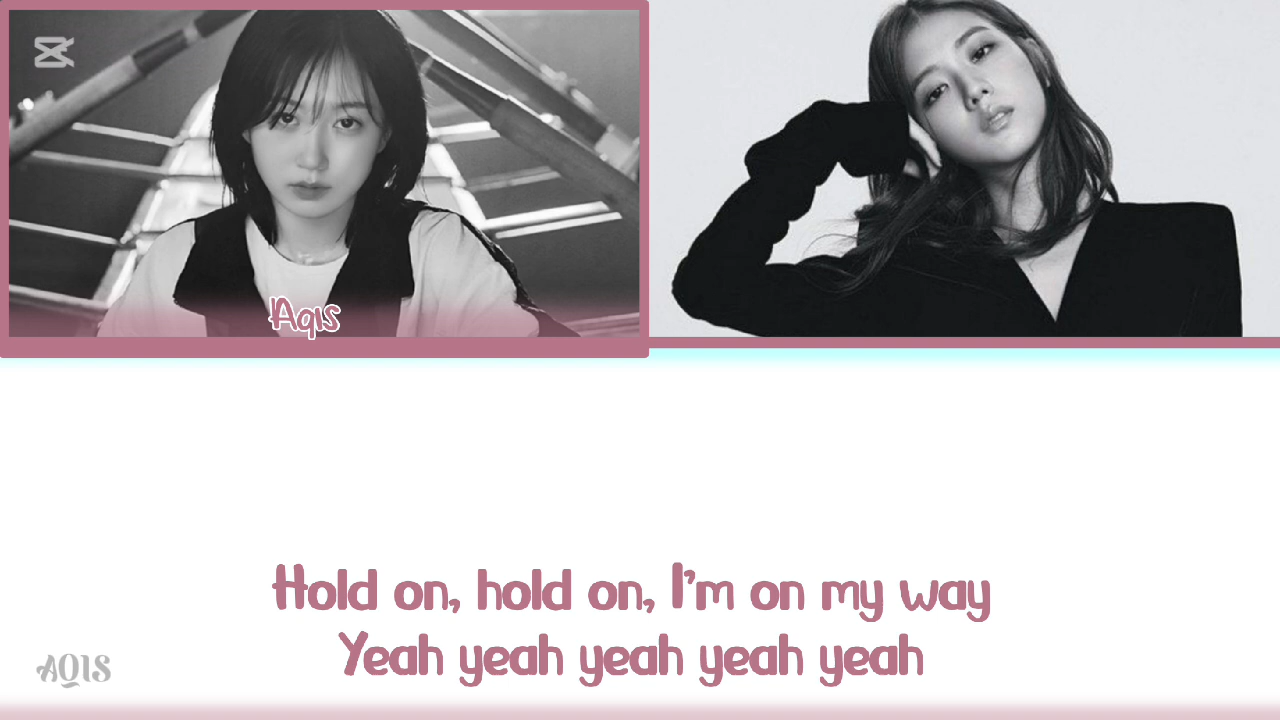 Aqis
Hold on, hold on, I'm on my way
Yeah yeah yeah yeah yeah
AQIS